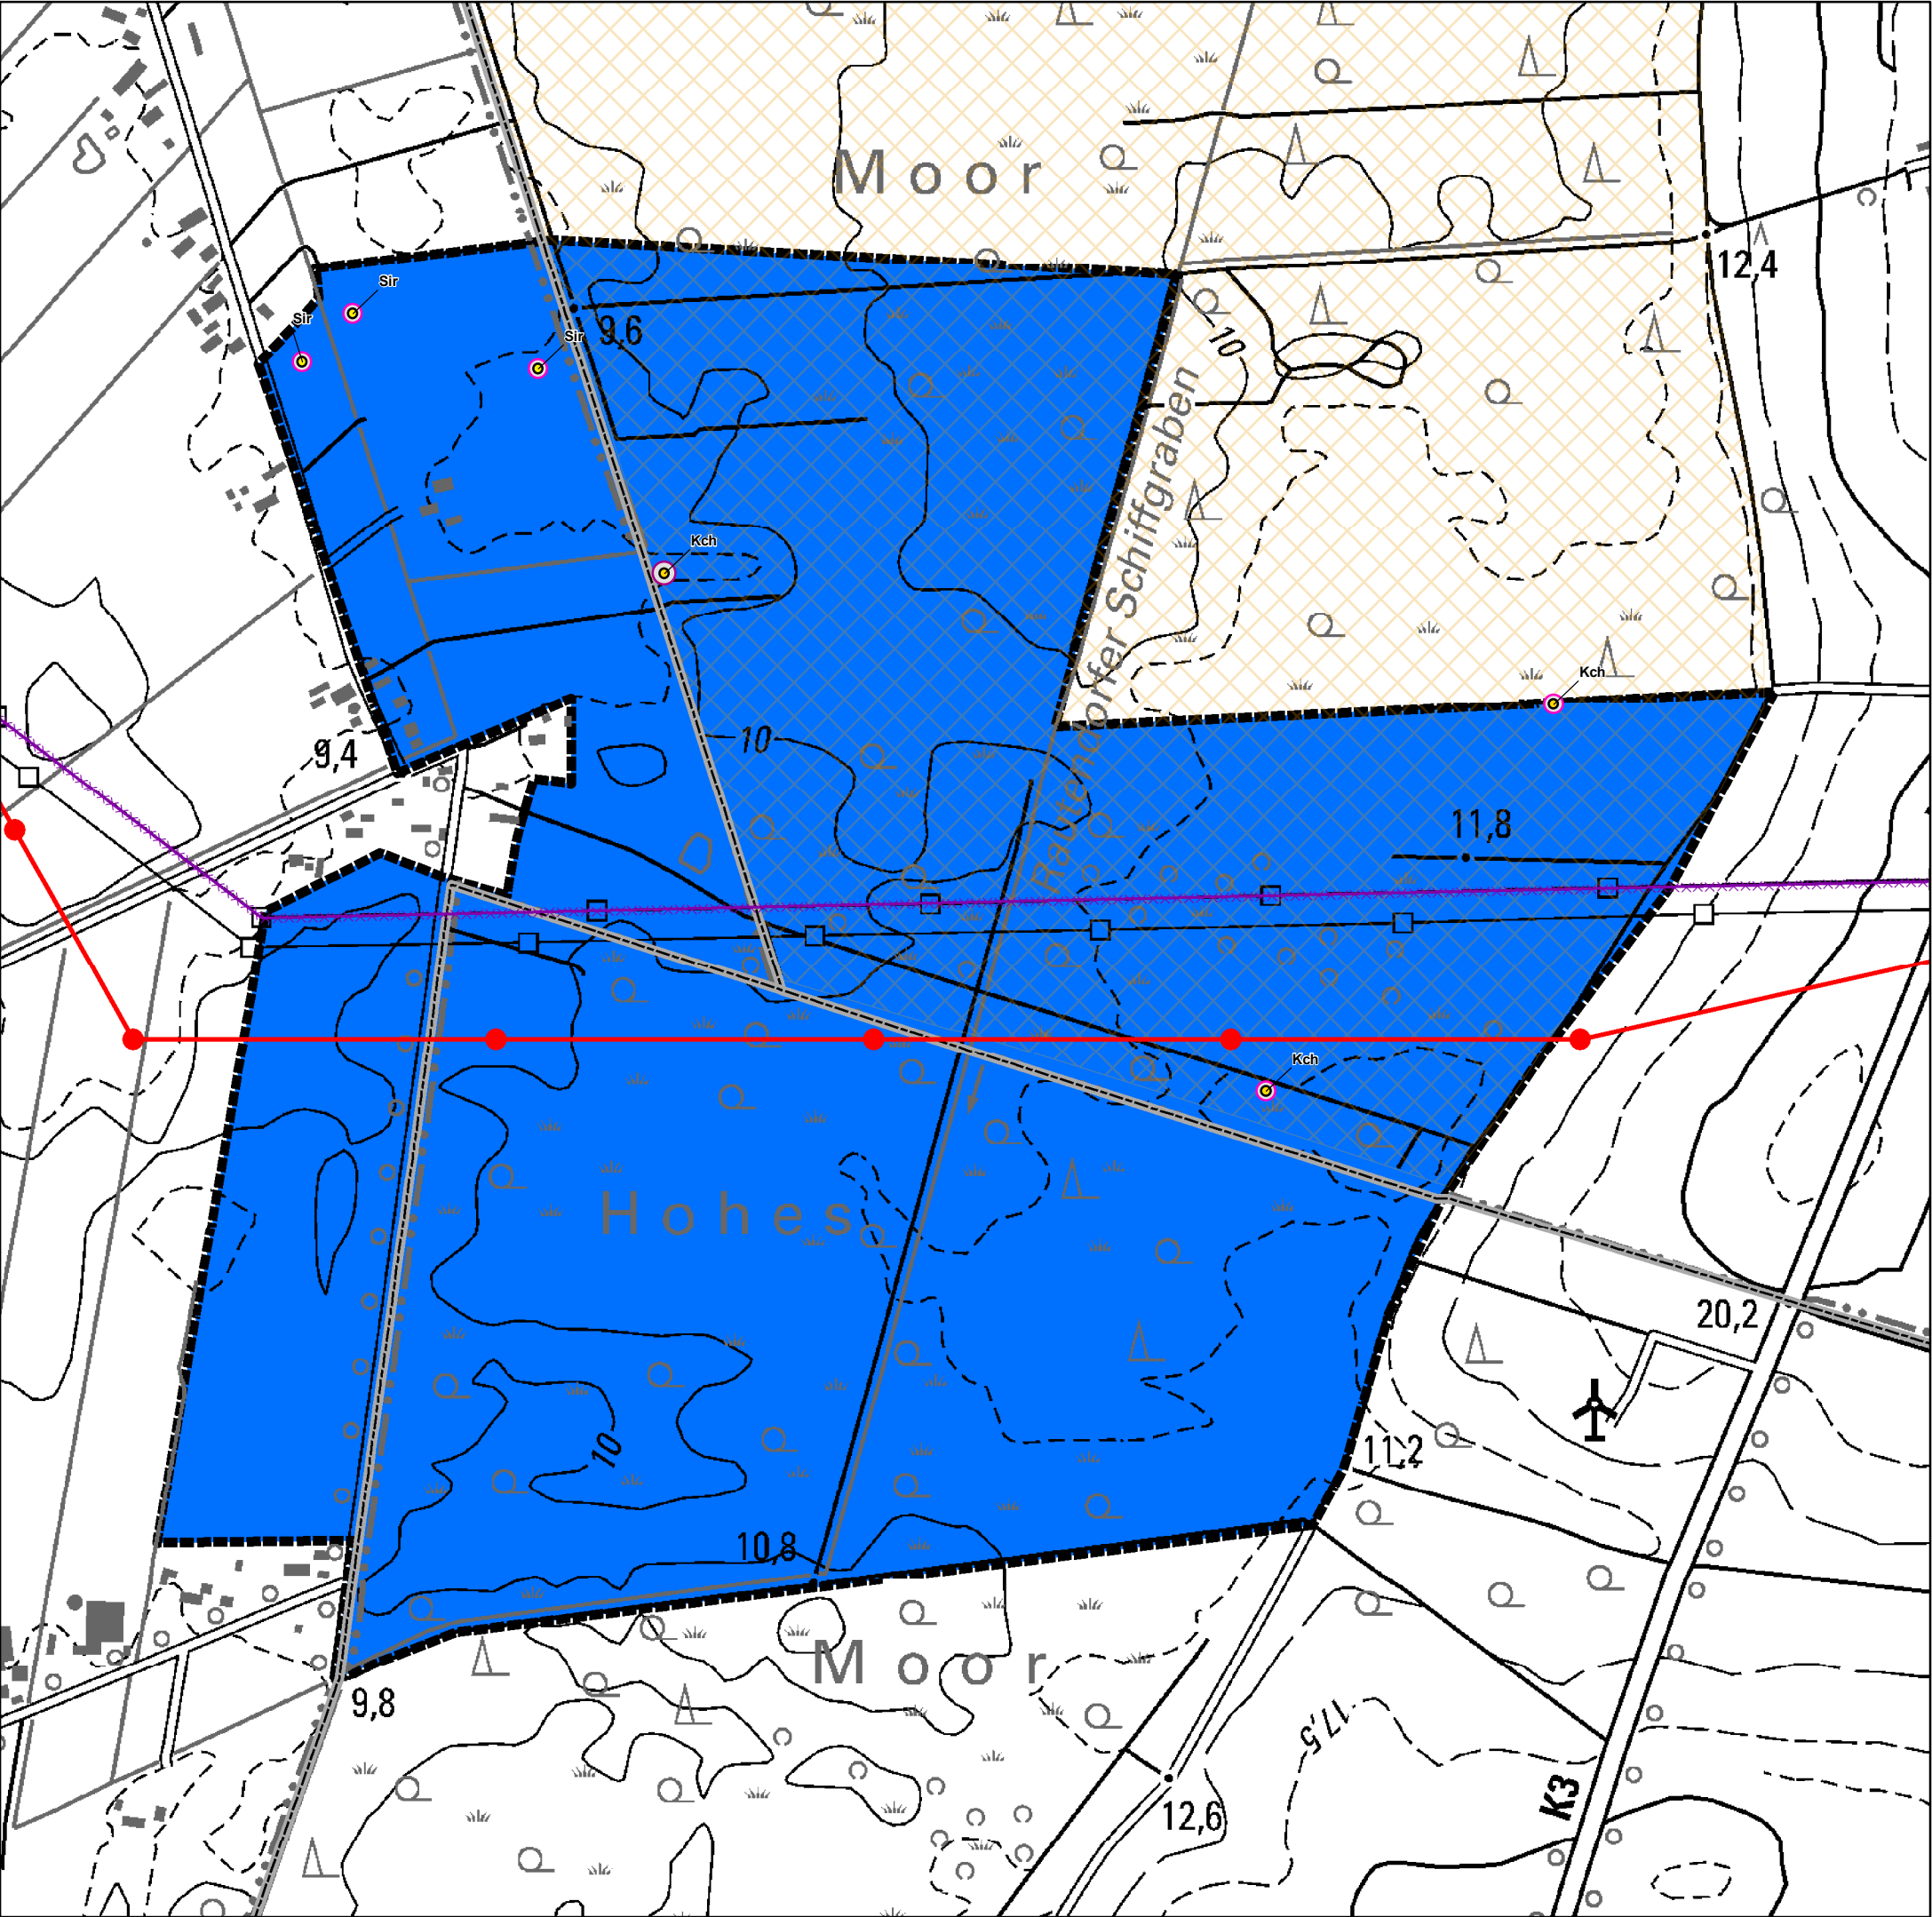 Moor
12,4
Sir
Sir
Sir
9,6
10
Rautendorfer Schiffgraben
Kch
Kch
10
9,4
11,8
Kch
Hohes
20,2
10
11,2
10,8
Moor
9,8
17,5
K3
12,6